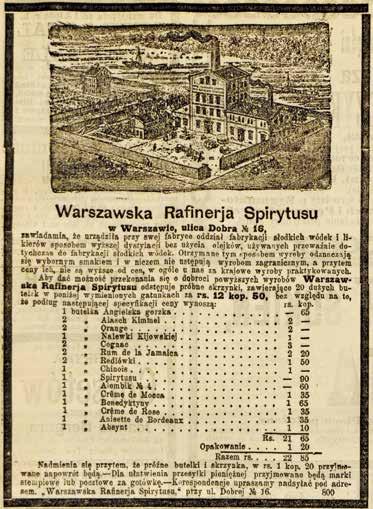 Warszawska Rafinerja Spirytusu
w Warszawie, ulica Dobra № 16,
zawiadamia, że urządziła przy swej fabryce oddział fabrykacji słodkich wódek i li-
kierów sposobem wyższej dystylacji bez użycia olejków, używanych przeważnie do-
tychczas do fabrykacji słodkich wódek. Otrzymane tym sposobem wyroby odznaczają
się wybornym smakiem i w niczem nie ustępują wyrobom zagranicznym, a przytem
ceny ich, nie są wyższe od cen, w ogóle u nas za krajowe wyroby praktykowanych.
Aby dać możność przekonania się o dobroci powyższych wyrobów Warszaw-
ska Rafinerja Spirytusu odstępuje próbne skrzynki, zawierające 20 dużych bu-
telek w poniżej wymienionych gatunkach za rs. 12 kop. 50, bez względu na to,
że podług następującej specyfikacji ceny wynoszą: rs. kop.
1 butelka Angielska gorzka — 65
2 " Alasch Kimmel 2 —
2 " Orange 2 —
1 " Nalewki Kijowskiej 1 —
2 " Cognac 3 —
2 " Rum de la Jamaica 2 20
2 " Redlówki 1 50
1 " Chinois 1 —
1 " Spirytusu — 90
1 " Alembik № 4 — 60
1 " Crême de Mocca 1 35
1 " Benedyktyny 1 65
1 " Crême de Rose 1 35
1 " Anisette de Bordeaux 1 35
1 " Absynt 1 10
Rs. 21 65
Opakowanie 1 20
Razem rs. 22 85
Nadmienia się przytem, że próżne butelki i skrzynka, w rs. 1 kop. 20 przyjmo-
wane napowrót będą.—Dla ułatwienia przesyłki pieniężnej przyjmowane będą marki
stemplowe lub pocztowe za gotówkę.—Korespondencje upraszamy nadsyłać pod adre-
sem. „Warszawska Rafinerja Spirytusu," przy ul. Dobrej № 16. 800